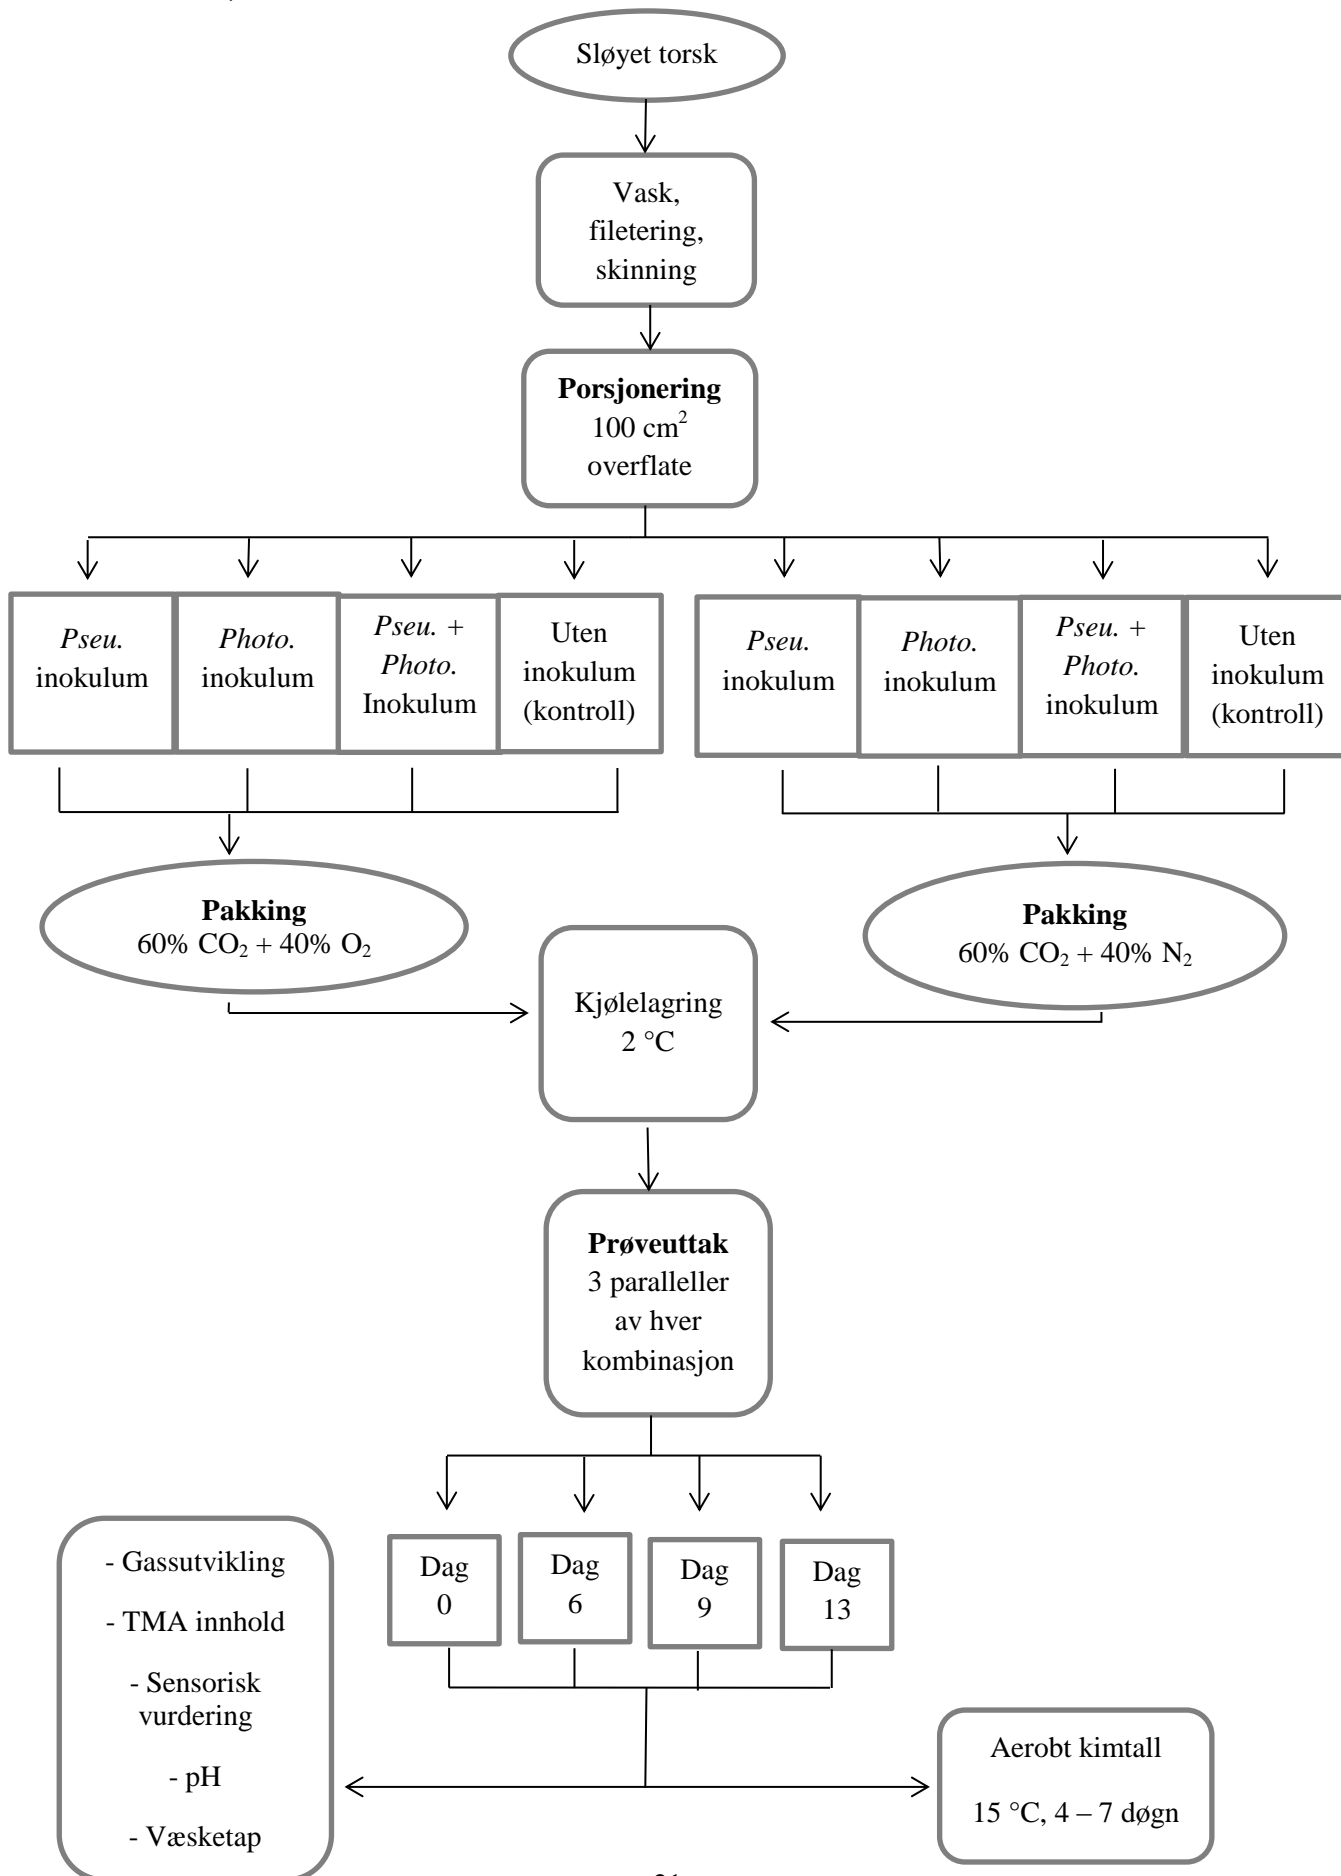 Sløyet torsk
Vask,
filetering,
skinning
Porsjonering
100 cm²
overflate
Pseu.
inokulum
Photo.
inokulum
Pseu. +
Photo.
Inokulum
Uten
inokulum
(kontroll)
Pseu.
inokulum
Photo.
inokulum
Pseu. +
Photo.
inokulum
Uten
inokulum
(kontroll)
Pakking
60% CO₂ + 40% O₂
Pakking
60% CO₂ + 40% N₂
Kjølelagring
2 °C
Prøveuttak
3 paralleller
av hver
kombinasjon
Dag
0
Dag
6
Dag
9
Dag
13
- Gassutvikling
- TMA innhold
- Sensorisk
vurdering
- pH
- Væsketap
Aerobt kimtall
15 °C, 4 – 7 døgn